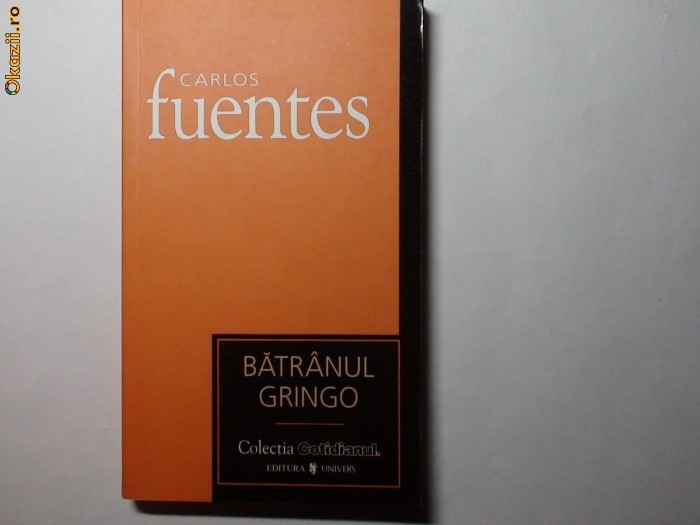 Okazii.ro
CARLOS
fuentes
BĂTRÂNUL
GRINGO
Colecția Cotidianul.
EDITURA UNIVERS